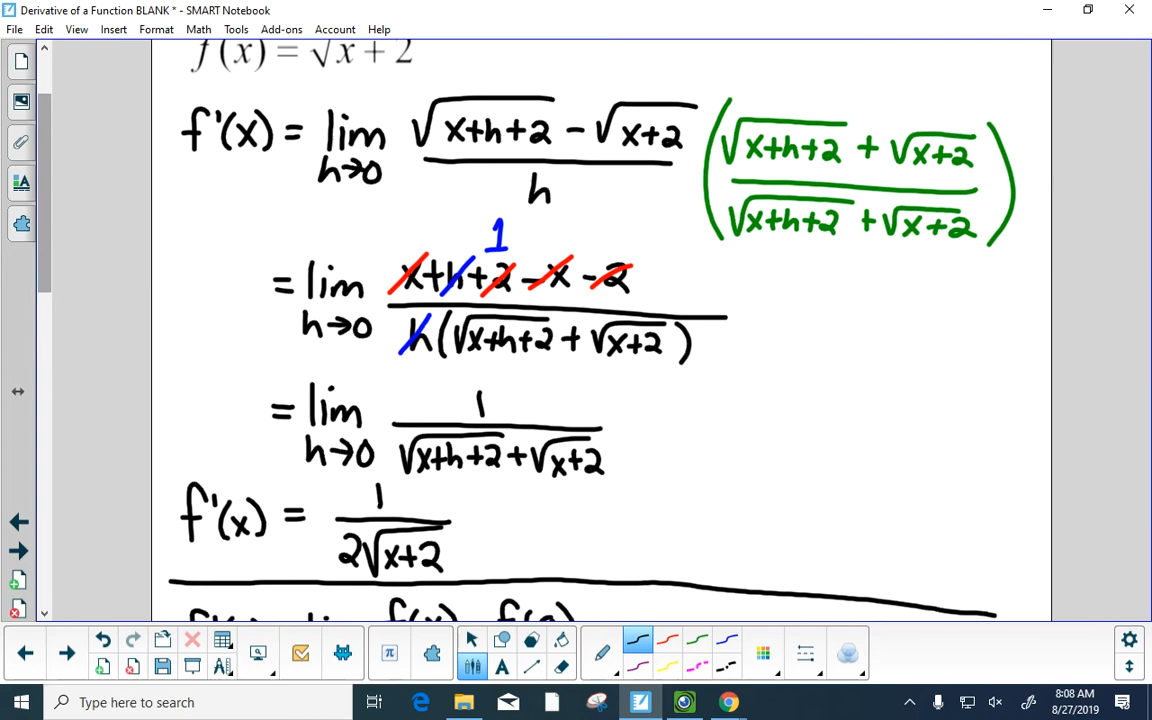 Derivative of a Function BLANK * - SMART Notebook
File Edit View Insert Format Math Tools Add-ons Account Help
f(x) = √x + 2
f'(x) = lim h→0 (√(x+h+2) - √(x+2)) / h ( (√(x+h+2) + √(x+2)) / (√(x+h+2) + √(x+2)) )
1
= lim h→0 (x+h+2-x-2) / (h(√(x+h+2) + √(x+2)))
= lim h→0 1 / (√(x+h+2) + √(x+2))
f'(x) = 1 / (2√(x+2))
π
A
Type here to search
8:08 AM
8/27/2019